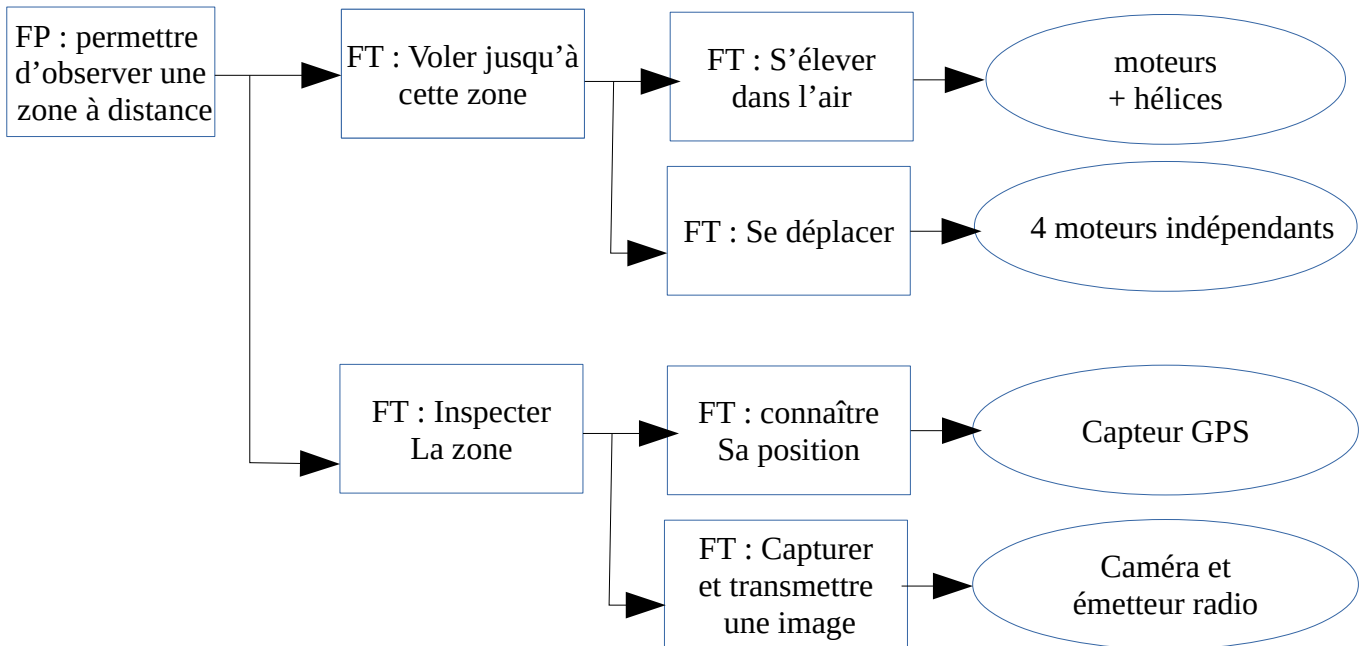 FP : permettre
d’observer une
zone à distance
FT : Voler jusqu’à
cette zone
FT : S’élever
dans l’air
moteurs
+ hélices
FT : Se déplacer
4 moteurs indépendants
FT : Inspecter
La zone
FT : connaître
Sa position
Capteur GPS
FT : Capturer
et transmettre
une image
Caméra et
émetteur radio